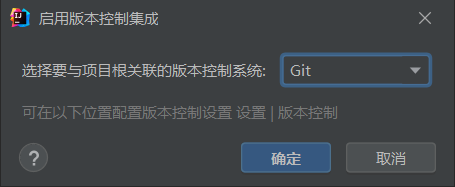 启用版本控制集成
选择要与项目根关联的版本控制系统: Git
可在以下位置配置版本控制设置 设置 | 版本控制
? 确定 取消